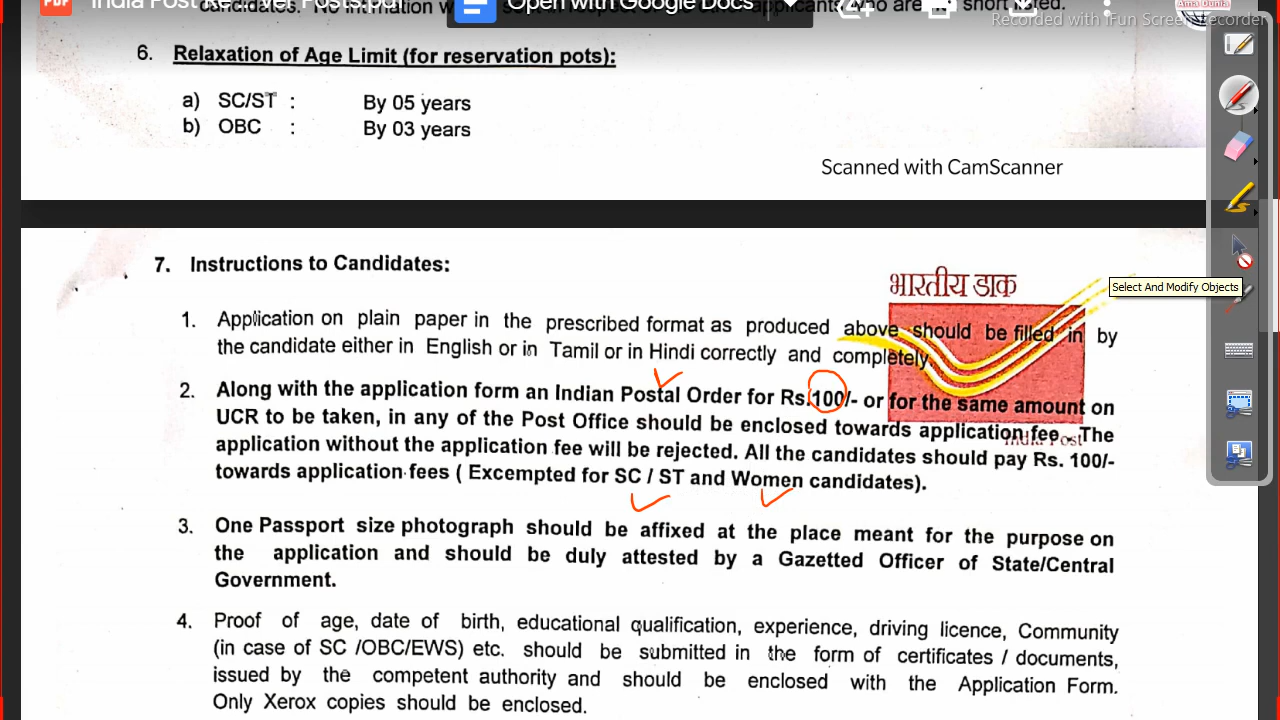 India Post
Open with Google Docs
PDF
Ama Dunia
Recorded with iFun Screen Recorder
6. Relaxation of Age Limit (for reservation pots):
a) SC/ST : By 05 years
b) OBC : By 03 years
Scanned with CamScanner
7. Instructions to Candidates:
भारतीय डाक
Select And Modify Objects
1. Application on plain paper in the prescribed format as produced above should be filled in by
the candidate either in English or in Tamil or in Hindi correctly and completely.
2. Along with the application form an Indian Postal Order for Rs.100/- or for the same amount on
UCR to be taken, in any of the Post Office should be enclosed towards application fee. The
India Post
application without the application fee will be rejected. All the candidates should pay Rs. 100/-
towards application fees ( Excempted for SC / ST and Women candidates).
3. One Passport size photograph should be affixed at the place meant for the purpose on
the application and should be duly attested by a Gazetted Officer of State/Central
Government.
4. Proof of age, date of birth, educational qualification, experience, driving licence, Community
(in case of SC /OBC/EWS) etc. should be submitted in the form of certificates / documents,
issued by the competent authority and should be enclosed with the Application Form.
Only Xerox copies should be enclosed.